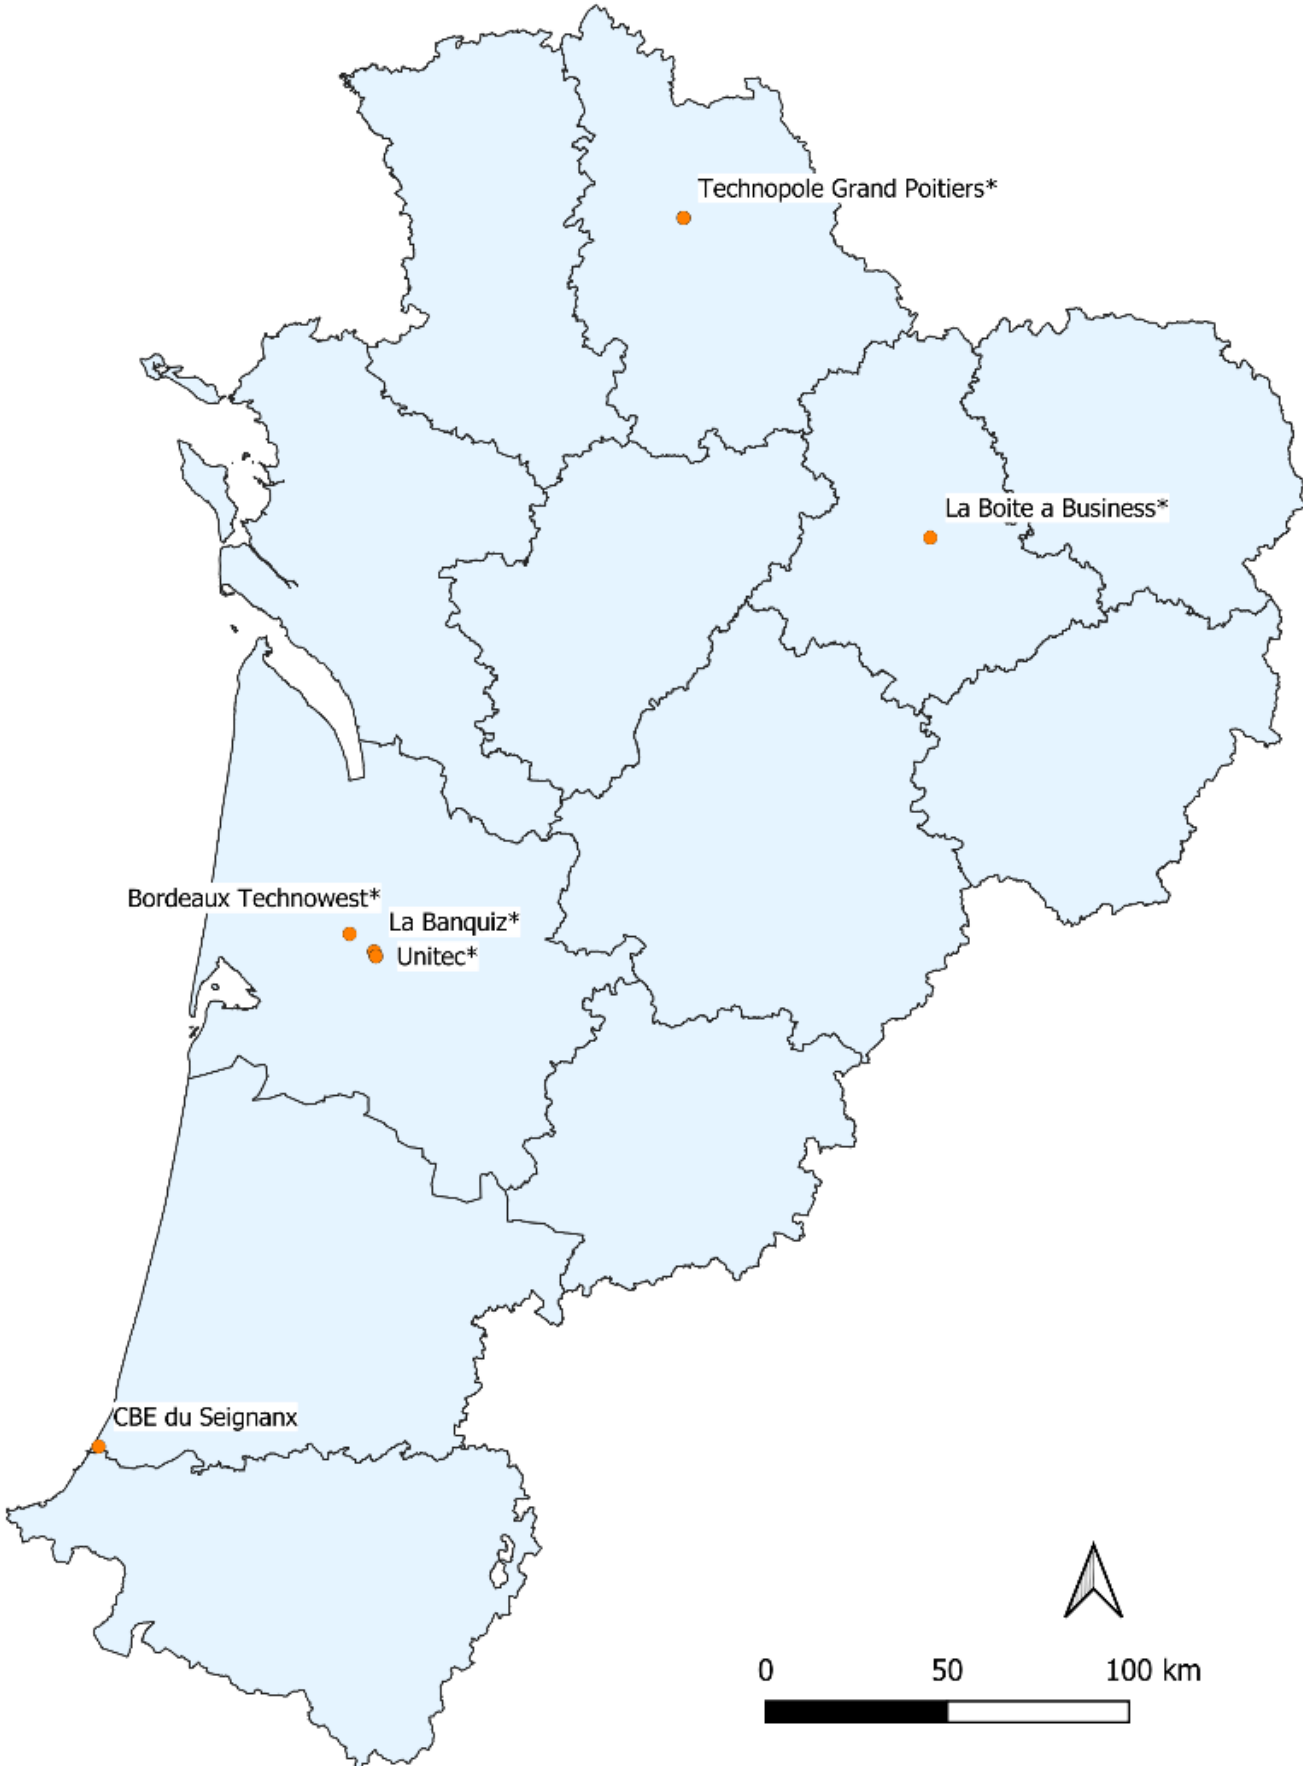 Technopole Grand Poitiers*
La Boite a Business*
Bordeaux Technowest*
La Banquiz*
Unitec*
CBE du Seignanx
0 50 100 km